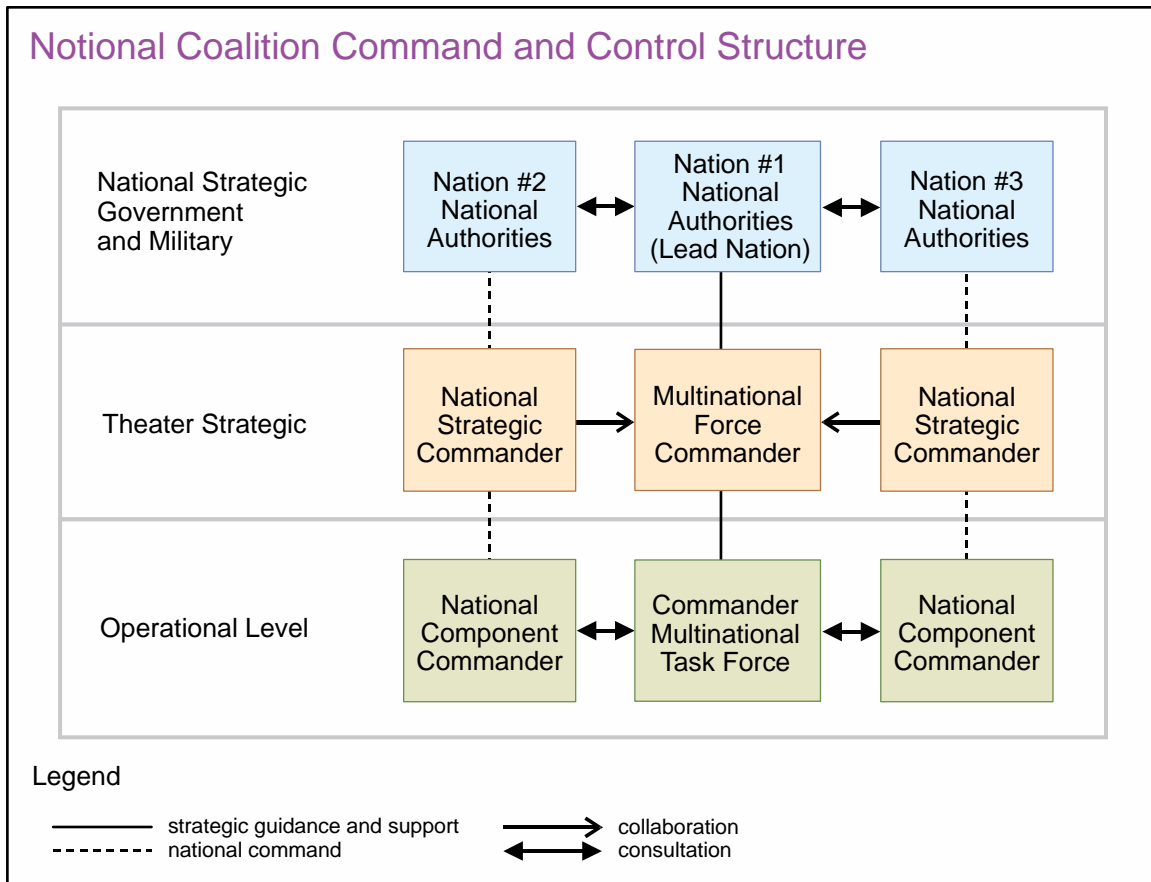 Notional Coalition Command and Control Structure
National Strategic
Government
and Military
Nation #2
National
Authorities
Nation #1
National
Authorities
(Lead Nation)
Nation #3
National
Authorities
Theater Strategic
National
Strategic
Commander
Multinational
Force
Commander
National
Strategic
Commander
Operational Level
National
Component
Commander
Commander
Multinational
Task Force
National
Component
Commander
Legend
strategic guidance and support
national command
collaboration
consultation